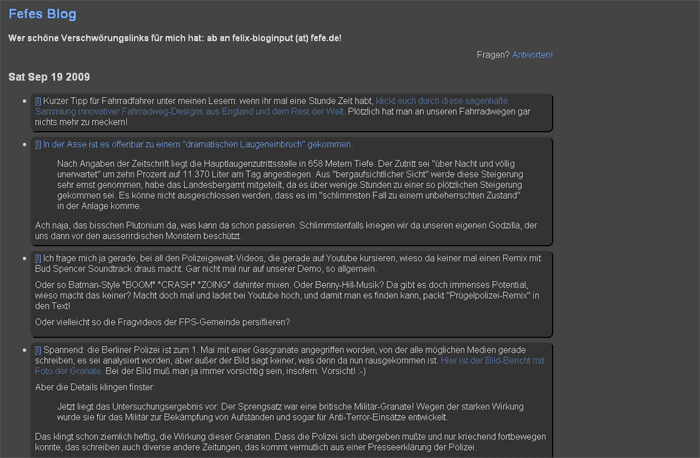 Fefes Blog
Wer schöne Verschwörungslinks für mich hat: ab an felix-bloginput (at) fefe.de!
Fragen? Antworten!
Sat Sep 19 2009
[l] Kurzer Tipp für Fahrradfahrer unter meinen Lesern: wenn ihr mal eine Stunde Zeit habt, klickt euch durch diese sagenhafte
Sammlung innovativer Fahrradweg-Designs aus England und dem Rest der Welt. Plötzlich hat man an unseren Fahrradwegen gar
nichts mehr zu meckern!
[l] In der Asse ist es offenbar zu einem "dramatischen Laugeneinbruch" gekommen.
Nach Angaben der Zeitschrift liegt die Hauptlaugenzutrittsstelle in 658 Metern Tiefe. Der Zutritt sei "über Nacht und völlig
unerwartet" um zehn Prozent auf 11.370 Liter am Tag angestiegen. Aus "bergaufsichtlicher Sicht" werde diese Steigerung
sehr ernst genommen, habe das Landesbergamt mitgeteilt, da es über wenige Stunden zu einer so plötzlichen Steigerung
gekommen sei. Es könne nicht ausgeschlossen werden, dass es im "schlimmsten Fall zu einem unbeherrschten Zustand"
in der Anlage komme.
Ach naja, das bisschen Plutonium da, was kann da schon passieren. Schlimmstenfalls kriegen wir da unseren eigenen Godzilla, der
uns dann vor den ausserirdischen Monstern beschützt.
[l] Ich frage mich ja gerade, bei all den Polizeigewalt-Videos, die gerade auf Youtube kursieren, wieso da keiner mal einen Remix mit
Bud Spencer Soundtrack draus macht. Gar nicht mal nur auf unserer Demo, so allgemein.
Oder so Batman-Style *BOOM* *CRASH* *ZOING* dahinter mixen. Oder Benny-Hill-Musik? Da gibt es doch immenses Potential,
wieso macht das keiner? Macht doch mal und ladet bei Youtube hoch, und damit man es finden kann, packt "Prügelpolizei-Remix" in
den Text!
Oder vielleicht so die Fragvideos der FPS-Gemeinde persiflieren?
[l] Spannend: die Berliner Polizei ist zum 1. Mai mit einer Gasgranate angegriffen worden, von der alle möglichen Medien gerade
schreiben, es sei analysiert worden, aber außer der Bild sagt keiner, was denn da nun rausgekommen ist. Hier ist der Bild-Bericht mit
Foto der Granate. Bei der Bild muß man ja immer vorsichtig sein, insofern: Vorsicht! :-)
Aber die Details klingen finster:
Jetzt liegt das Untersuchungsergebnis vor: Der Sprengsatz war eine britische Militär-Granate! Wegen der starken Wirkung
wurde sie für das Militär zur Bekämpfung von Aufständen und sogar für Anti-Terror-Einsätze entwickelt.
Das klingt schon ziemlich heftig, die Wirkung dieser Granaten. Dass die Polizei sich übergeben mußte und nur kriechend fortbewegen
konnte, das schreiben auch diverse andere Zeitungen, das kommt vermutlich aus einer Presseerklärung der Polizei.